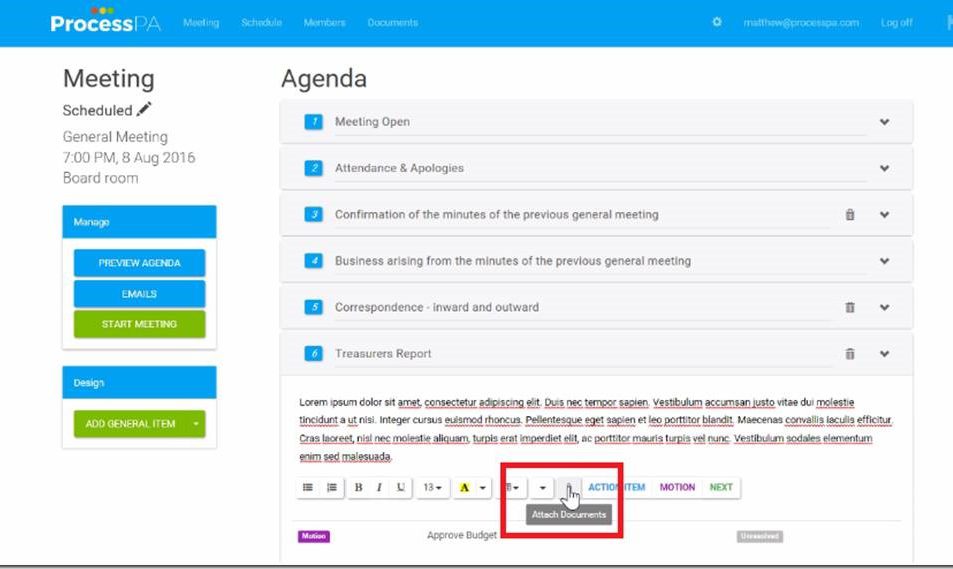 ProcessPA Meeting Schedule Members Documents matthew@processpa.com Log off
Meeting
Scheduled
General Meeting
7:00 PM, 8 Aug 2016
Board room
Manage
PREVIEW AGENDA
EMAILS
START MEETING
Design
ADD GENERAL ITEM
Agenda
1 Meeting Open
2 Attendance & Apologies
3 Confirmation of the minutes of the previous general meeting
4 Business arising from the minutes of the previous general meeting
5 Correspondence - inward and outward
6 Treasurers Report
Lorem ipsum dolor sit amet, consectetur adipiscing elit. Duis nec tempor sapien. Vestibulum accumsan justo vitae dui molestie
tincidunt a ut nisi. Integer cursus euismod rhoncus. Pellentesque eget sapien et leo porttitor blandit. Maecenas convallis iaculis efficitur.
Cras laoreet, nisl nec molestie aliquam, turpis erat imperdiet elit, ac porttitor mauris turpis vel nunc. Vestibulum sodales elementum
enim sed malesuada.
B I U 13 A ACTION ITEM MOTION NEXT
Attach Documents
Motion Approve Budget Unresolved